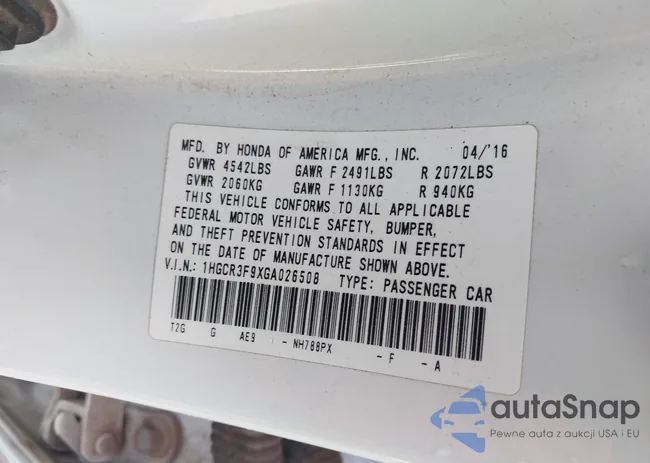 MFD. BY HONDA OF AMERICA MFG., INC. 04/'16
GVWR 4542LBS GAWR F 2491LBS R 2072LBS
GVWR 2060KG GAWR F 1130KG R 940KG
THIS VEHICLE CONFORMS TO ALL APPLICABLE
FEDERAL MOTOR VEHICLE SAFETY, BUMPER,
AND THEFT PREVENTION STANDARDS IN EFFECT
ON THE DATE OF MANUFACTURE SHOWN ABOVE.
V.I.N.: 1HGCR3F9XGA026508 TYPE: PASSENGER CAR
T2G G AE9 - NH788PX - F - A
autaSnap
Pewne auta z aukcji USA i EU